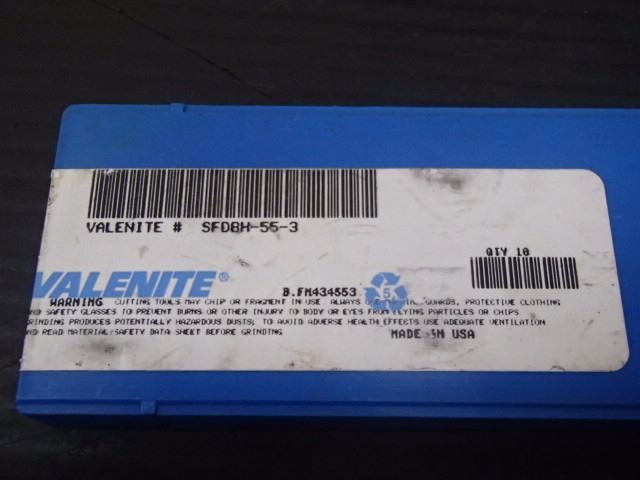 VALENITE # SFD8H-55-3
QTY 10
VALENITE®
B.FM434553
5
WARNING CUTTING TOOLS MAY CHIP OR FRAGMENT IN USE ALWAYS USE MACHINE GUARDS, PROTECTIVE CLOTHING
AND SAFETY GLASSES TO PREVENT BURNS OR OTHER INJURY TO BODY OR EYES FROM FLYING PARTICLES OR CHIPS
GRINDING PRODUCES POTENTIALLY HAZARDOUS DUSTS; TO AVOID ADVERSE HEALTH EFFECTS USE ADEQUATE VENTILATION
AND READ MATERIAL SAFETY DATA SHEET BEFORE GRINDING
MADE IN USA